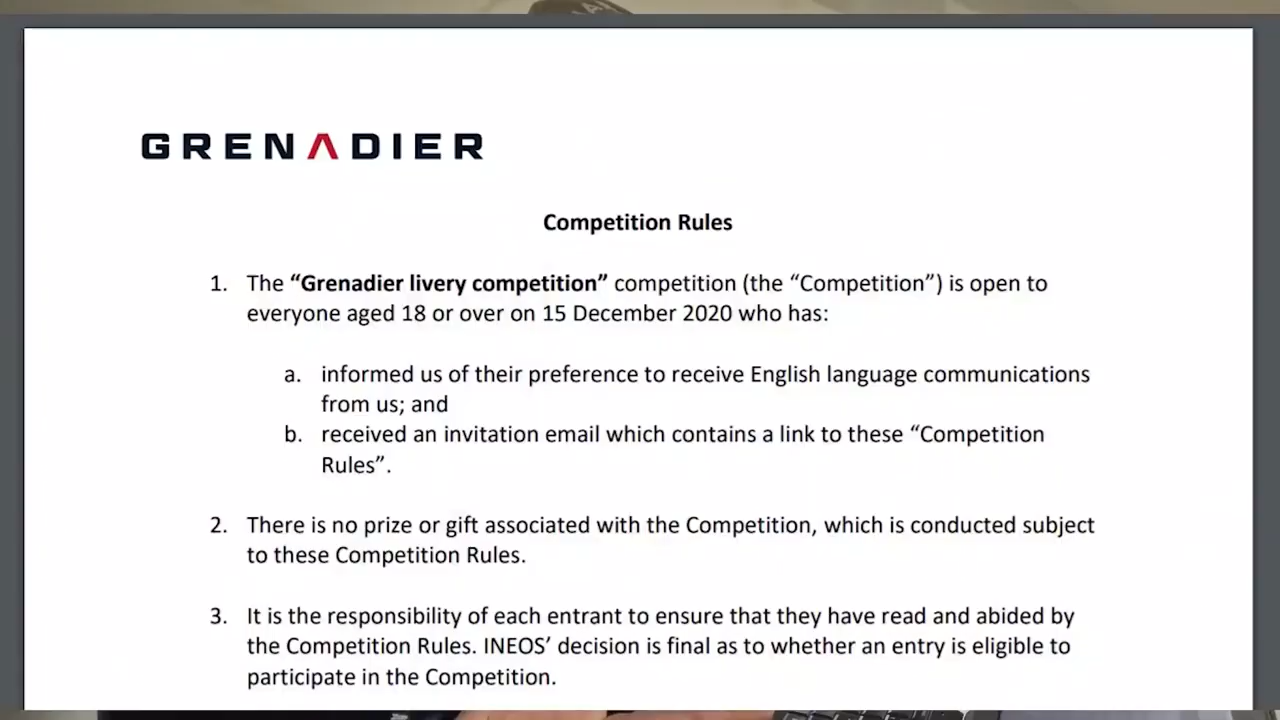 GRENADIER
Competition Rules
1. The “Grenadier livery competition” competition (the “Competition”) is open to
everyone aged 18 or over on 15 December 2020 who has:
a. informed us of their preference to receive English language communications
from us; and
b. received an invitation email which contains a link to these “Competition
Rules”.
2. There is no prize or gift associated with the Competition, which is conducted subject
to these Competition Rules.
3. It is the responsibility of each entrant to ensure that they have read and abided by
the Competition Rules. INEOS’ decision is final as to whether an entry is eligible to
participate in the Competition.